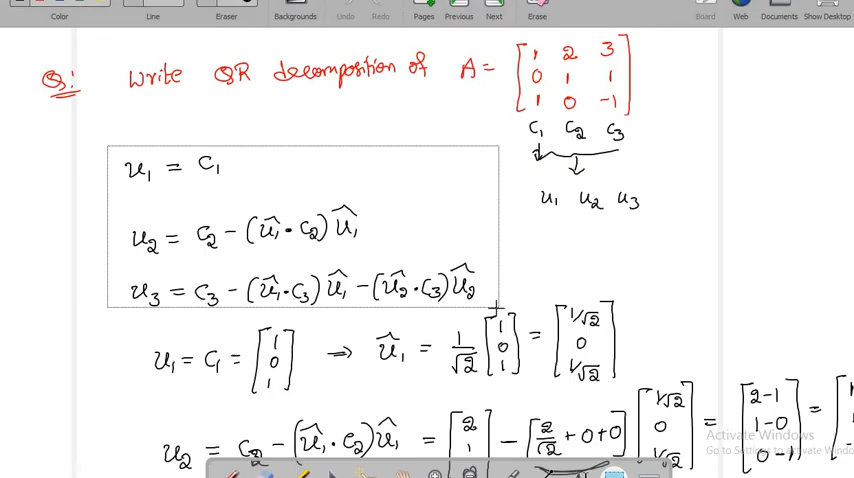 Color Line Eraser Backgrounds Undo Redo Pages Previous Next Erase Board Web Documents Show Desktop
Q: Write QR decomposition of A = [1 2 3
0 1 1
1 0 -1]
C1 C2 C3
u1 u2 u3
u1 = C1
u2 = C2 - (û1 · C2) û1
u3 = C3 - (û1 · C3) û1 - (û2 · C3) û2
u1 = C1 = [1 0 1] ⇒ û1 = 1/√2 [1 0 1] = [1/√2 0 1/√2]
u2 = C2 - (û1 · C2) û1 = [2 1 - [2/√2 + 0 + 0] [1/√2 0 1/√2] = [2-1 1-0 0-1] =
Activate Windows
Go to Settings to activate Windows.